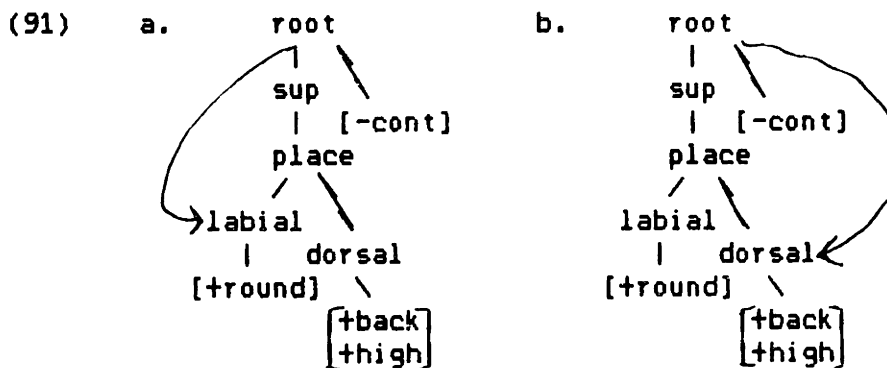 (91) a. root b. root
sup sup
[-cont] [-cont]
place place
labial labial
dorsal dorsal
[+round] [+round]
[+back [+back
+high] +high]